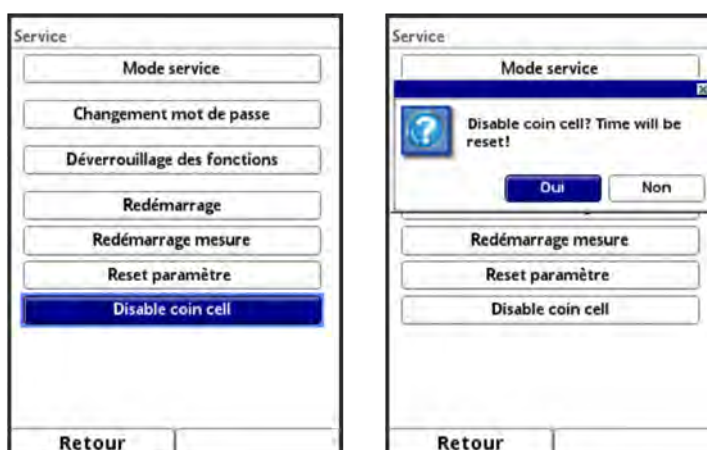 Service
Mode service
Changement mot de passe
Déverrouillage des fonctions
Redémarrage
Redémarrage mesure
Reset paramètre
Disable coin cell
Retour
Service
Mode service
Disable coin cell? Time will be
reset!
Oui
Non
Redémarrage mesure
Reset paramètre
Disable coin cell
Retour